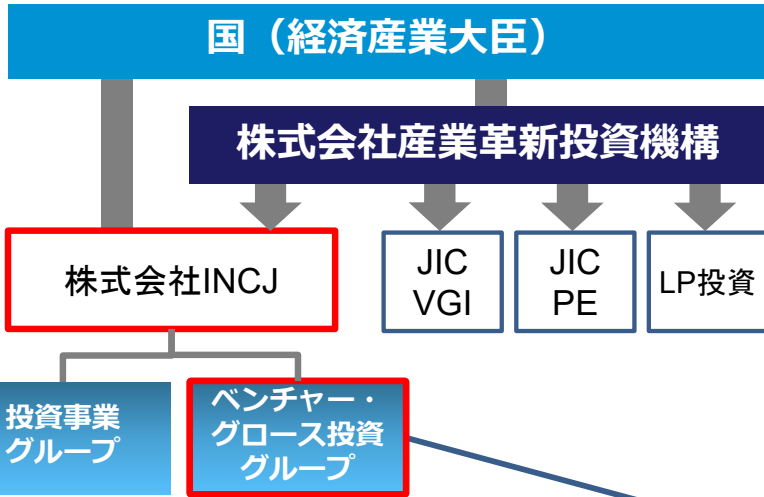 国（経済産業大臣）
株式会社産業革新投資機構
株式会社INCJ
JIC
VGI
JIC
PE
LP投資
投資事業
グループ
ベンチャー・
グロース投資
グループ